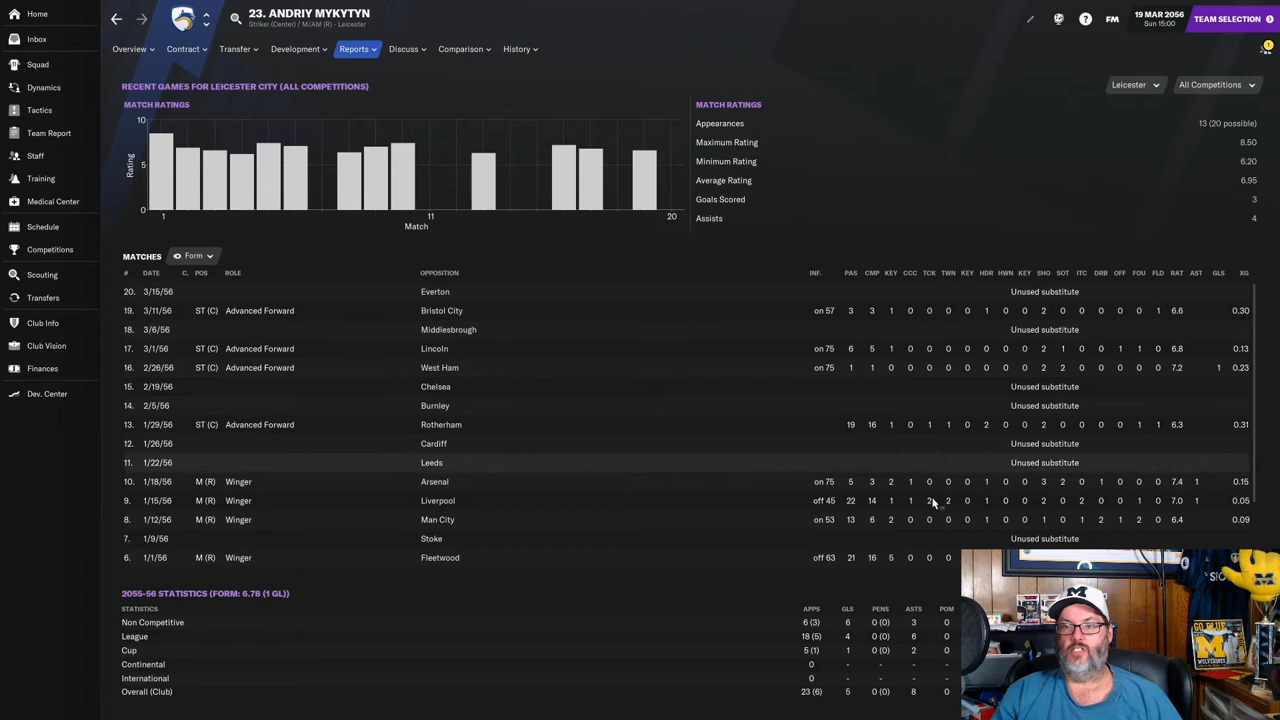 23. ANDRIY MYKYTYN
Striker (Center) / M/AM (R) - Leicester
FM
19 MAR 2056
Sun 15:00
TEAM SELECTION
Home
Inbox
Squad
Dynamics
Tactics
Team Report
Staff
Training
Medical Center
Schedule
Competitions
Scouting
Transfers
Club Info
Club Vision
Finances
Dev. Center
Overview Contract Transfer Development Reports Discuss Comparison History
RECENT GAMES FOR LEICESTER CITY (ALL COMPETITIONS)
Leicester
All Competitions
MATCH RATINGS
10
5
0
Rating
1 11 20
Match
MATCH RATINGS
Appearances 13 (20 possible)
Maximum Rating 8.50
Minimum Rating 6.20
Average Rating 6.95
Goals Scored 3
Assists 4
MATCHES Form
# DATE C. POS ROLE OPPOSITION INF. PAS CMP KEY CCC TCK TWN KEY HDR HWN KEY SHO SOT ITC DRB OFF FOU FLD RAT AST GLS XG
20. 3/15/56 Everton Unused substitute
19. 3/11/56 ST (C) Advanced Forward Bristol City on 57 3 3 1 0 0 0 0 1 0 0 2 0 0 0 0 0 1 6.6 0.30
18. 3/6/56 Middlesbrough Unused substitute
17. 3/1/56 ST (C) Advanced Forward Lincoln on 75 6 5 1 0 0 0 0 0 0 0 2 1 0 0 1 1 0 6.8 0.13
16. 2/26/56 ST (C) Advanced Forward West Ham on 75 1 1 0 0 0 0 0 0 0 0 2 2 0 0 0 0 0 7.2 1 0.23
15. 2/19/56 Chelsea Unused substitute
14. 2/5/56 Burnley Unused substitute
13. 1/29/56 ST (C) Advanced Forward Rotherham 19 16 1 0 1 1 0 2 0 0 2 0 0 0 0 1 1 6.3 0.31
12. 1/26/56 Cardiff Unused substitute
11. 1/22/56 Leeds Unused substitute
10. 1/18/56 M (R) Winger Arsenal on 75 5 3 2 1 0 0 0 1 0 0 3 2 0 1 0 0 0 7.4 1 0.15
9. 1/15/56 M (R) Winger Liverpool off 45 22 14 1 1 2 2 0 1 0 0 2 0 2 0 0 1 0 7.0 1 0.05
8. 1/12/56 M (R) Winger Man City on 53 13 6 2 0 0 0 0 1 0 0 1 0 1 2 1 2 0 6.4 0.09
7. 1/9/56 Stoke Unused substitute
6. 1/1/56 M (R) Winger Fleetwood off 63 21 16 5 0 0 0
2055-56 STATISTICS (FORM: 6.78 (1 GL))
STATISTICS APPS GLS PENS ASTS POM
Non Competitive 6 (3) 6 0 (0) 3 0
League 18 (5) 4 0 (0) 6 0
Cup 5 (1) 1 0 (0) 2 0
Continental 0 - - - -
International 0 - - - -
Overall (Club) 23 (6) 5 0 (0) 8 0
M
GO BLUE
M
WOLVERINES